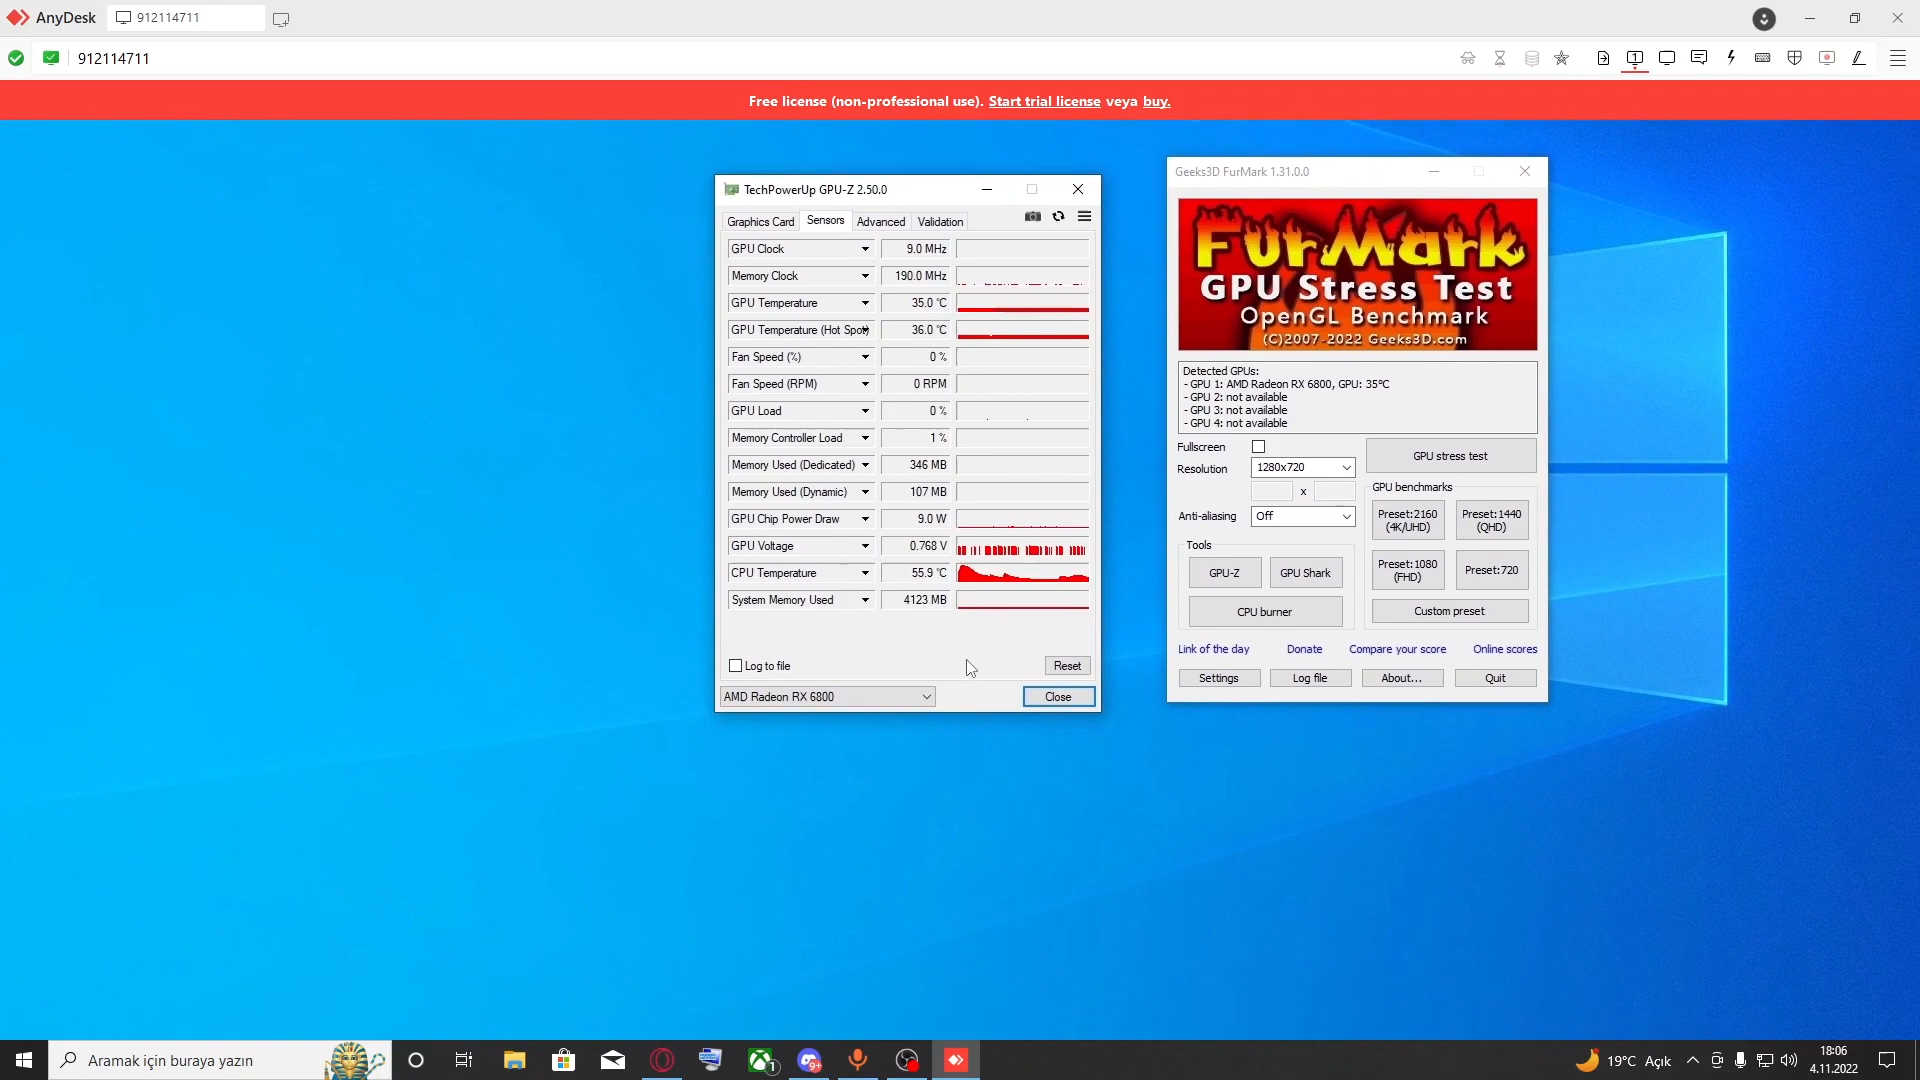 AnyDesk
912114711
912114711
1
Free license (non-professional use). Start trial license veya buy.
TechPowerUp GPU-Z 2.50.0
Graphics Card Sensors Advanced Validation
GPU Clock 9.0 MHz
Memory Clock 190.0 MHz
GPU Temperature 35.0 °C
GPU Temperature (Hot Spot) 36.0 °C
Fan Speed (%) 0 %
Fan Speed (RPM) 0 RPM
GPU Load 0 %
Memory Controller Load 1 %
Memory Used (Dedicated) 346 MB
Memory Used (Dynamic) 107 MB
GPU Chip Power Draw 9.0 W
GPU Voltage 0.768 V
CPU Temperature 55.9 °C
System Memory Used 4123 MB
Log to file Reset
AMD Radeon RX 6800 Close
Geeks3D FurMark 1.31.0.0
FurMark
GPU Stress Test
OpenGL Benchmark
(C)2007-2022 Geeks3D.com
Detected GPUs:
- GPU 1: AMD Radeon RX 6800, GPU: 35°C
- GPU 2: not available
- GPU 3: not available
- GPU 4: not available
Fullscreen
Resolution 1280x720
x
Anti-aliasing Off
GPU stress test
GPU benchmarks
Preset:2160
(4K/UHD)
Preset:1440
(QHD)
Preset:1080
(FHD)
Preset:720
Custom preset
Tools
GPU-Z GPU Shark
CPU burner
Link of the day Donate Compare your score Online scores
Settings Log file About... Quit
Aramak için buraya yazın
1
9+
19°C Açık
18:06
4.11.2022